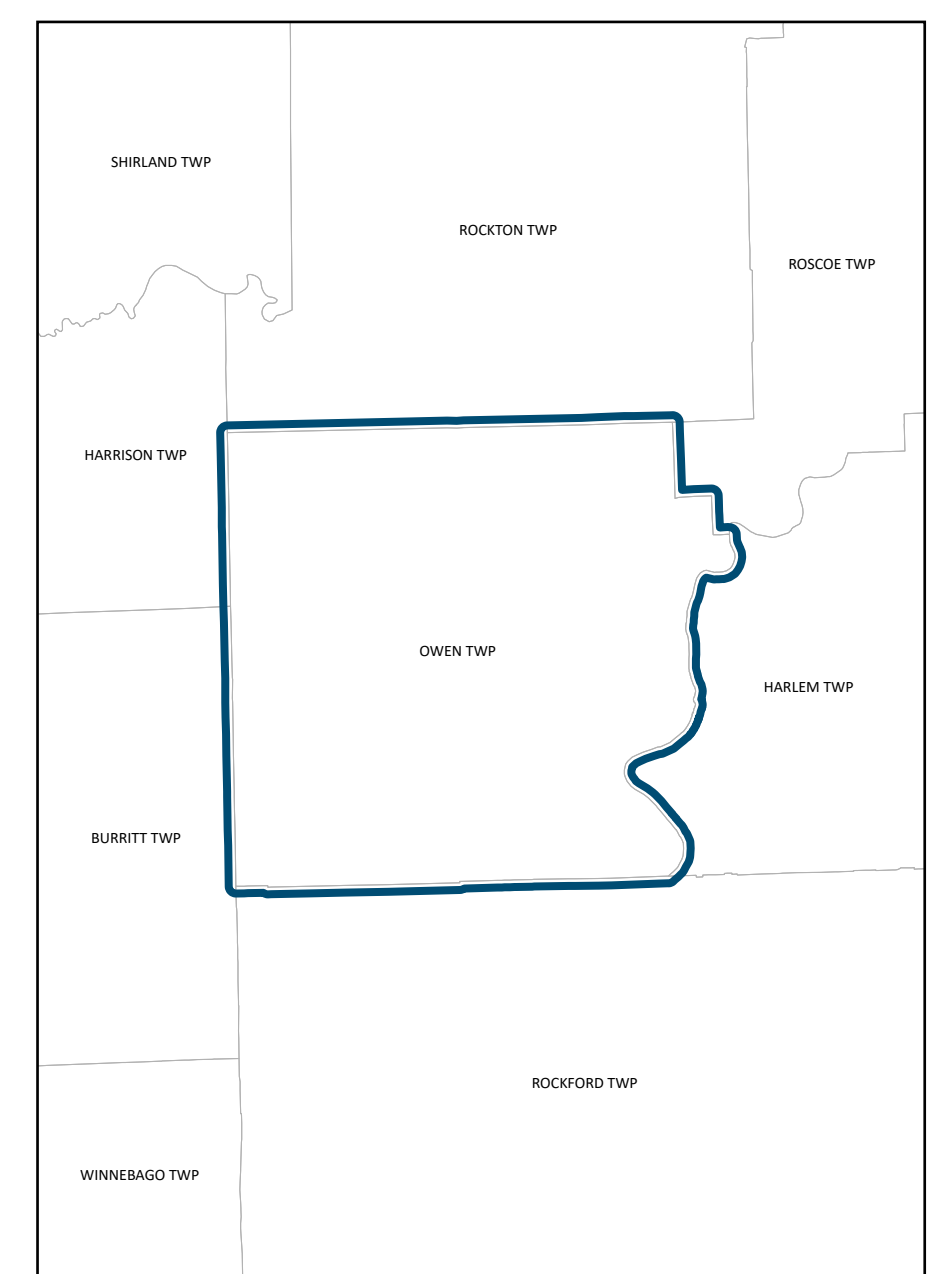 SHIRLAND TWP
ROCKTON TWP
ROSCOE TWP
HARRISON TWP
OWEN TWP
HARLEM TWP
BURRITT TWP
ROCKFORD TWP
WINNEBAGO TWP